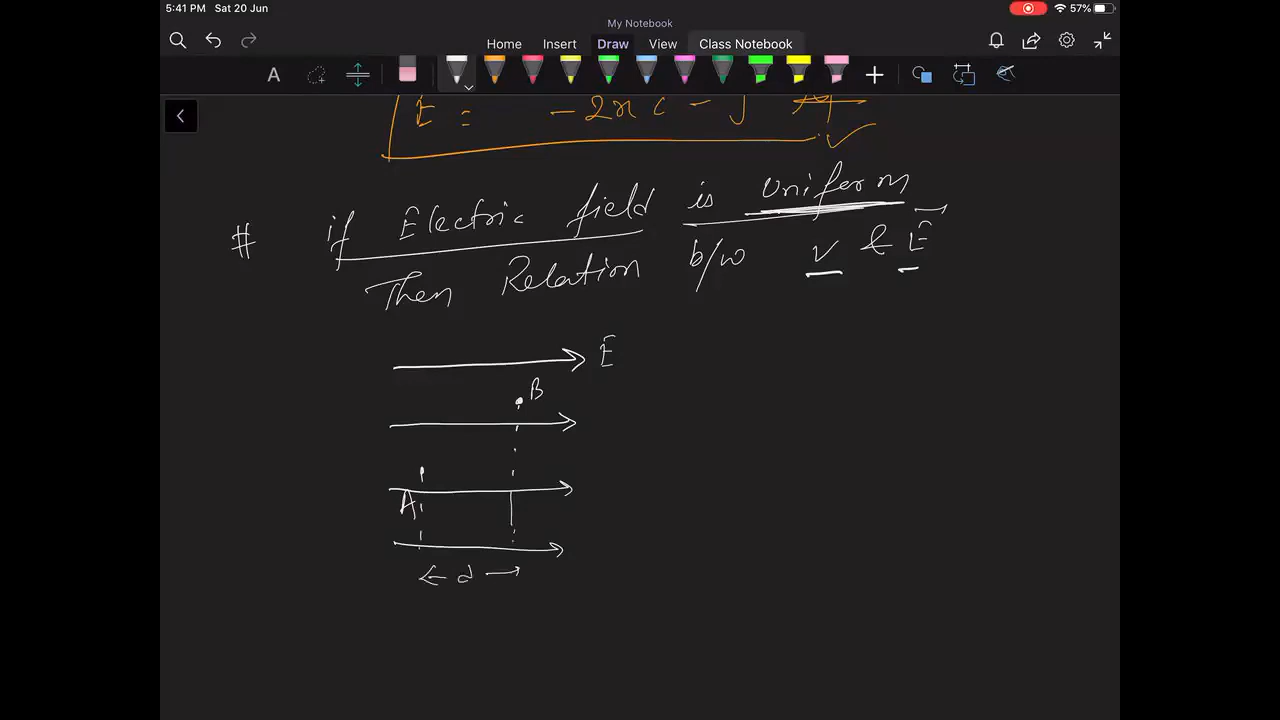 5:41 PM Sat 20 Jun
57%
My Notebook
Home Insert Draw View Class Notebook
A
E = -2x i - j
# if Electric field is Uniform
Then Relation b/w V & E
E
B
A
d